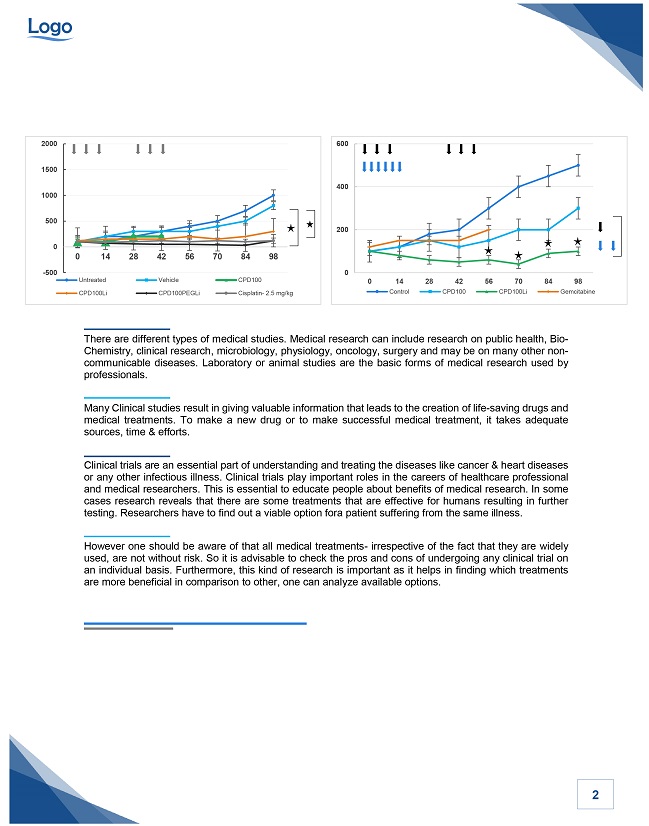 Logo
2000
1500
1000
500
0
-500
0 14 28 42 56 70 84 98
Untreated Vehicle CPD100
CPD100Li CPD100PEGLi Cisplatin- 2.5 mg/kg
600
400
200
0
0 14 28 42 56 70 84 98
Control CPD100 CPD100Li Gemcitabine
There are different types of medical studies. Medical research can include research on public health, Bio-
Chemistry, clinical research, microbiology, physiology, oncology, surgery and may be on many other non-
communicable diseases. Laboratory or animal studies are the basic forms of medical research used by
professionals.
Many Clinical studies result in giving valuable information that leads to the creation of life-saving drugs and
medical treatments. To make a new drug or to make successful medical treatment, it takes adequate
sources, time & efforts.
Clinical trials are an essential part of understanding and treating the diseases like cancer & heart diseases
or any other infectious illness. Clinical trials play important roles in the careers of healthcare professional
and medical researchers. This is essential to educate people about benefits of medical research. In some
cases research reveals that there are some treatments that are effective for humans resulting in further
testing. Researchers have to find out a viable option fora patient suffering from the same illness.
However one should be aware of that all medical treatments- irrespective of the fact that they are widely
used, are not without risk. So it is advisable to check the pros and cons of undergoing any clinical trial on
an individual basis. Furthermore, this kind of research is important as it helps in finding which treatments
are more beneficial in comparison to other, one can analyze available options.
2